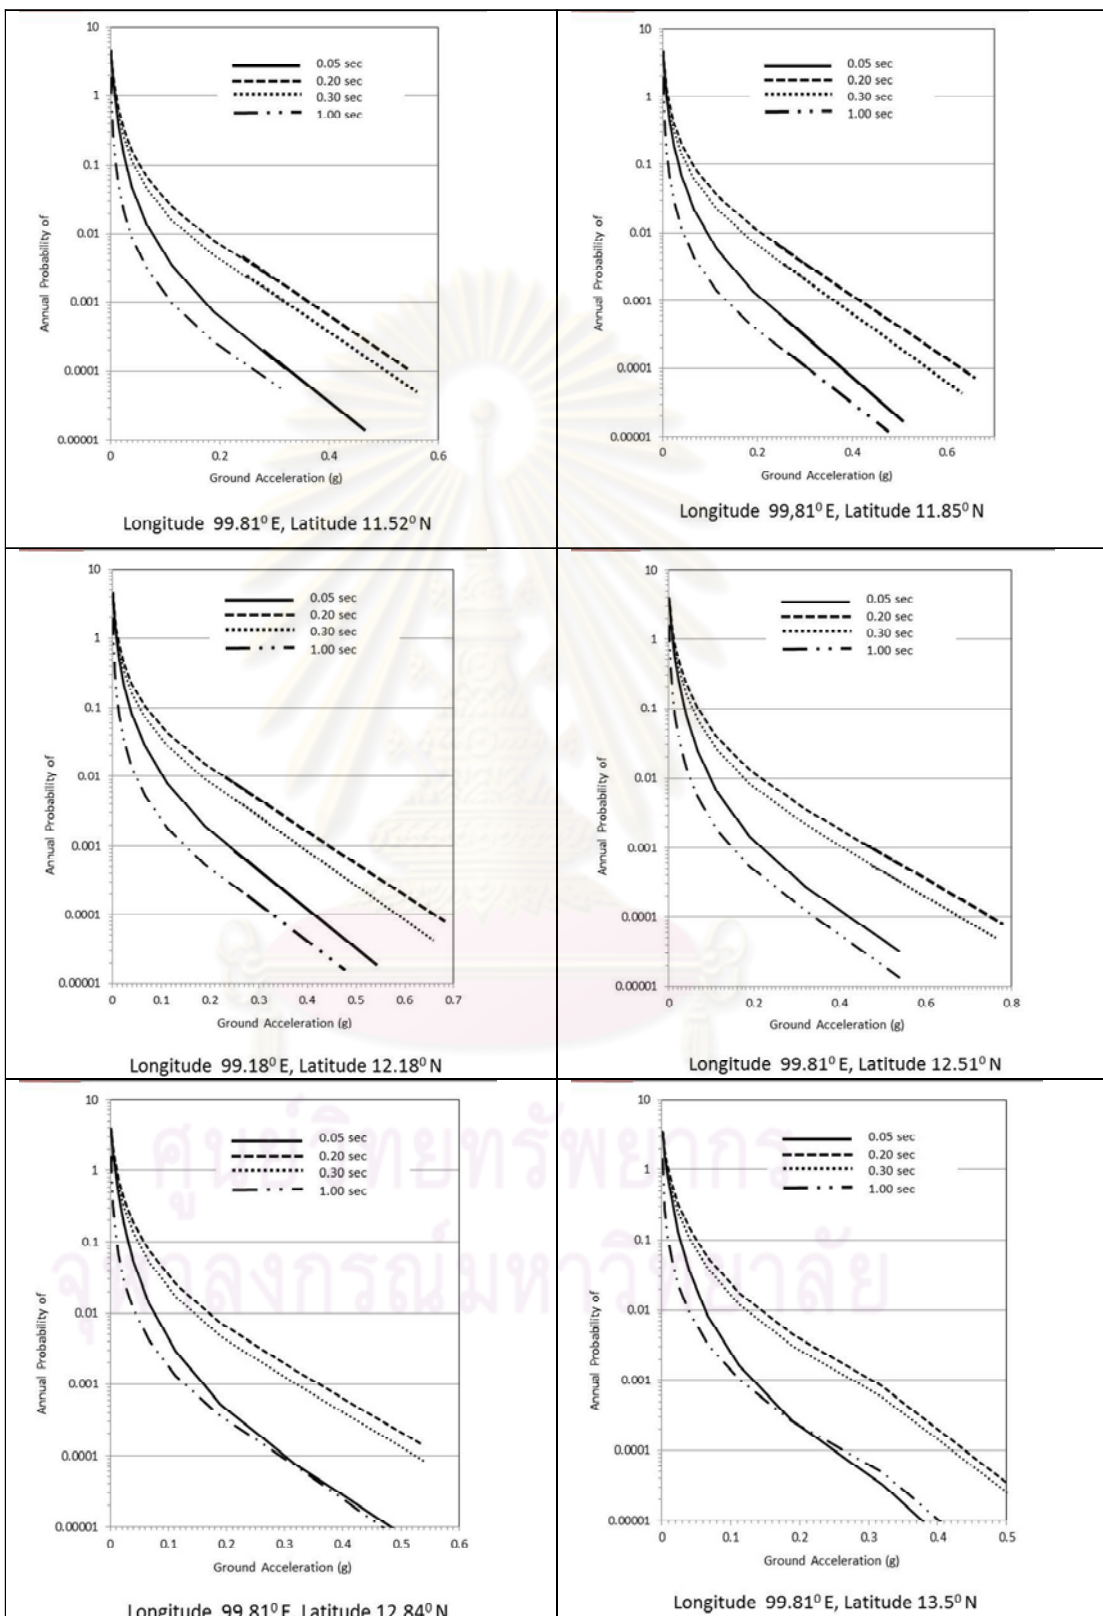 10
1
0.1
0.01
0.001
0.0001
0.00001
Annual Probability of
0.05 sec
0.20 sec
0.30 sec
1.00 sec
0 0.2 0.4 0.6
Ground Acceleration (g)
Longitude 99.81⁰ E, Latitude 11.52⁰ N
10
1
0.1
0.01
0.001
0.0001
0.00001
Annual Probability of
0.05 sec
0.20 sec
0.30 sec
1.00 sec
0 0.2 0.4 0.6
Ground Acceleration (g)
Longitude 99,81⁰ E, Latitude 11.85⁰ N
10
1
0.1
0.01
0.001
0.0001
0.00001
Annual Probability of
0.05 sec
0.20 sec
0.30 sec
1.00 sec
0 0.1 0.2 0.3 0.4 0.5 0.6 0.7
Ground Acceleration (g)
Longitude 99.18⁰ E, Latitude 12.18⁰ N
10
1
0.1
0.01
0.001
0.0001
0.00001
Annual Probability of
0.05 sec
0.20 sec
0.30 sec
1.00 sec
0 0.2 0.4 0.6 0.8
Ground Acceleration (g)
Longitude 99.81⁰ E, Latitude 12.51⁰ N
10
1
0.1
0.01
0.001
0.0001
0.00001
Annual Probability of
0.05 sec
0.20 sec
0.30 sec
1.00 sec
0 0.1 0.2 0.3 0.4 0.5 0.6
Ground Acceleration (g)
Longitude 99.81⁰ E, Latitude 12.84⁰ N
10
1
0.1
0.01
0.001
0.0001
0.00001
Annual Probability of
0.05 sec
0.20 sec
0.30 sec
1.00 sec
0 0.1 0.2 0.3 0.4 0.5
Ground Acceleration (g)
Longitude 99.81⁰ E, Latitude 13.5⁰ N
ศูนย์วิทยทรัพยากร
จุฬาลงกรณ์มหาวิทยาลัย